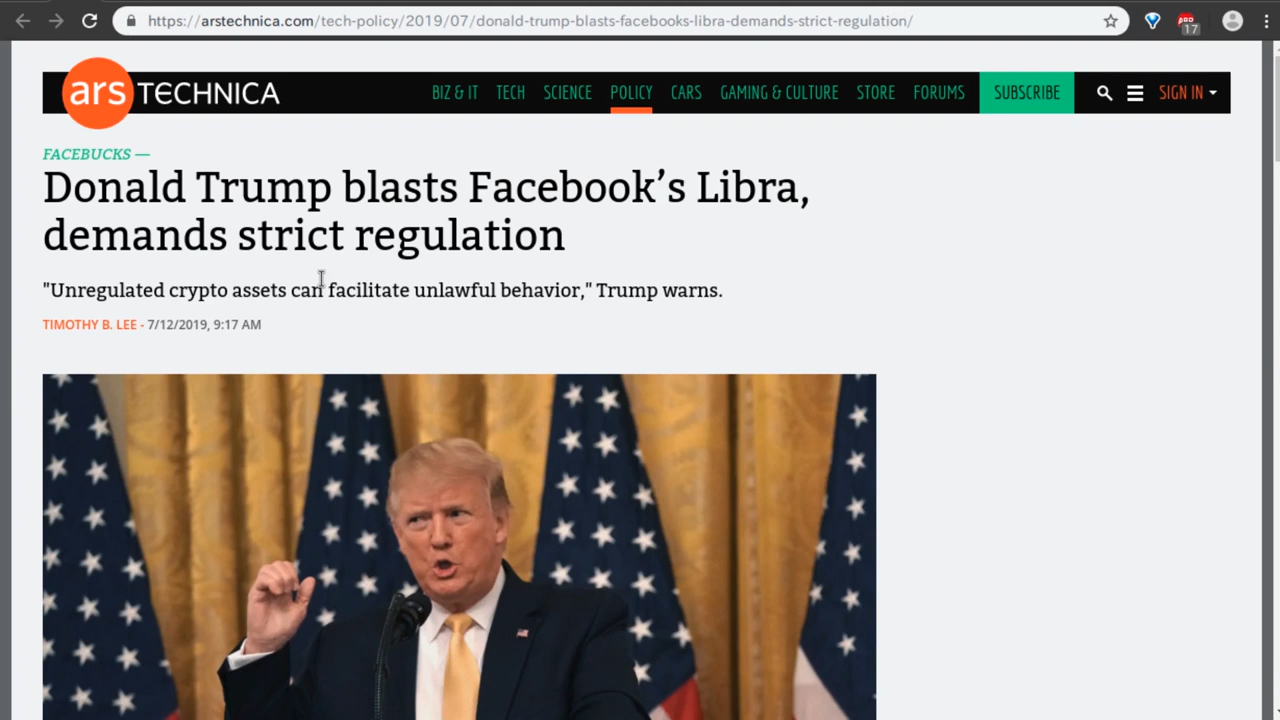 https://arstechnica.com/tech-policy/2019/07/donald-trump-blasts-facebooks-libra-demands-strict-regulation/
17
ars TECHNICA
BIZ & IT TECH SCIENCE POLICY CARS GAMING & CULTURE STORE FORUMS SUBSCRIBE SIGN IN
FACEBUCKS —
Donald Trump blasts Facebook’s Libra,
demands strict regulation
"Unregulated crypto assets can facilitate unlawful behavior," Trump warns.
TIMOTHY B. LEE - 7/12/2019, 9:17 AM